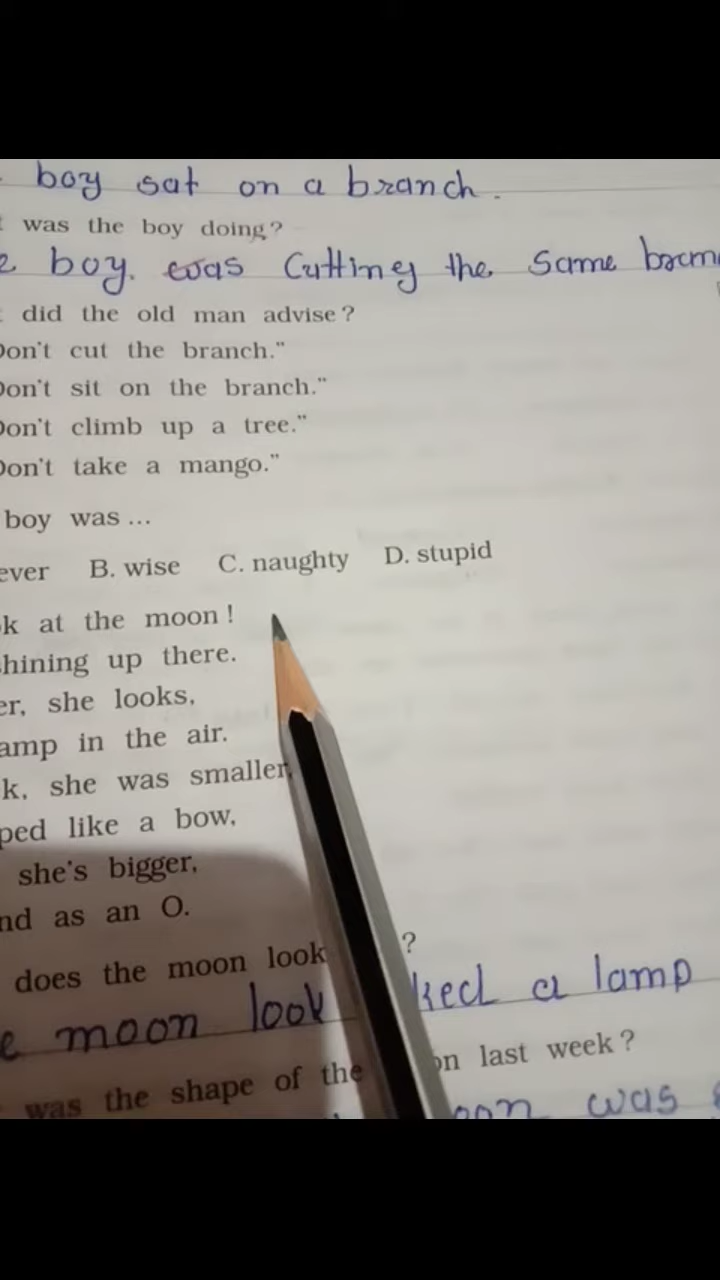 boy sat on a branch.
was the boy doing?
boy. was Cutting the same
did the old man advise?
Don't cut the branch."
Don't sit on the branch."
Don't climb up a tree."
Don't take a mango."
boy was ...
ever B. wise C. naughty D. stupid
k at the moon!
hining up there.
er, she looks,
amp in the air.
k, she was smaller,
ped like a bow,
she's bigger,
nd as an O.
does the moon look ?
e moon look ked a lamp
was the shape of the on last week?
oon was